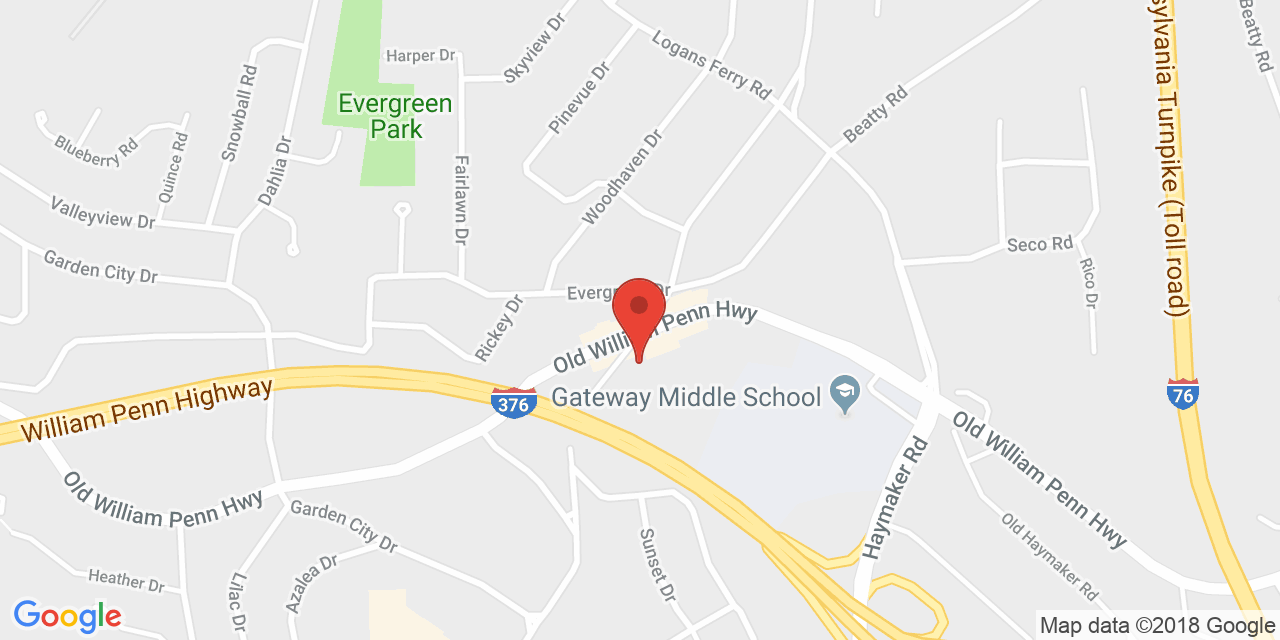 Harper Dr
Skyview Dr
Logans Ferry Rd
sylvania Turnpike (Toll road)
Beatty Rd
Evergreen
Park
Pinevue Dr
Beatty Rd
Snowball Rd
Blueberry Rd
Quince Rd
Dahlia Dr
Fairlawn Dr
Woodhaven Dr
Valleyview Dr
Garden City Dr
Seco Rd
Rico Dr
Rickey Dr
Old William Penn Hwy
William Penn Highway
376
Gateway Middle School
76
Old William Penn Hwy
Haymaker Rd
Old William Penn Hwy
Garden City Dr
Old Haymaker Rd
Sunset Dr
Azalea Dr
Heather Dr
Lilac Dr
Google
Map data ©2018 Google